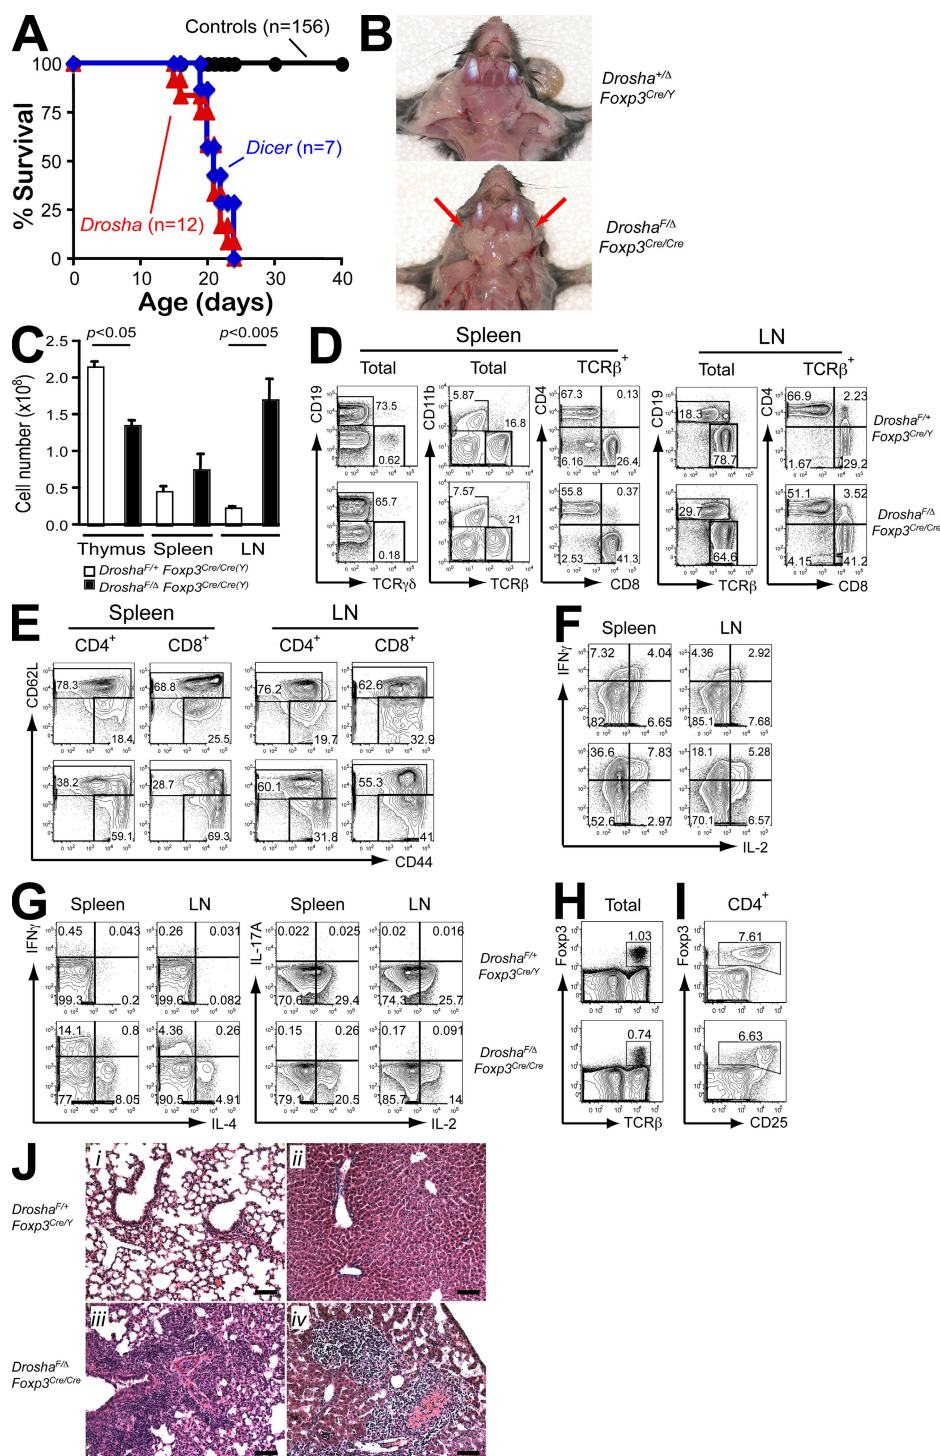 A
Controls (n=156)
100
75
50
25
0
% Survival
Dicer (n=7)
Drosha (n=12)
0 10 20 30 40
Age (days)
B
Drosha+/Δ
Foxp3Cre/Y
DroshaF/Δ
Foxp3Cre/Cre
C
p<0.05 p<0.005
2.5
2.0
1.5
1.0
0.5
0.0
Cell number (x10⁸)
Thymus Spleen LN
DroshaF/+ Foxp3Cre/Cre(Y)
DroshaF/Δ Foxp3Cre/Cre(Y)
D
Spleen LN
Total Total TCRβ+ Total TCRβ+
CD19 CD11b CD4 CD19 CD4
73.5 0.62
5.87 16.8
67.3 0.13 6.16 26.4
18.3 78.7
66.9 2.23 1.67 29.2
DroshaF/+
Foxp3Cre/Y
65.7 0.18
7.57 21
55.8 0.37 2.53 41.3
29.7 64.6
51.1 3.52 4.15 41.2
DroshaF/Δ
Foxp3Cre/Cre
TCRγδ TCRβ CD8 TCRβ CD8
E
Spleen LN
CD4+ CD8+ CD4+ CD8+
CD62L
78.3 68.8 76.2 62.6
18.4 25.5 19.7 32.9
38.2 28.7 60.1 55.3
59.1 69.3 31.8 41
CD44
F
Spleen LN
IFNγ
7.32 4.04 4.36 2.92
82 6.65 85.1 7.68
36.6 7.83 18.1 5.28
52.6 2.97 70.1 6.57
IL-2
G
Spleen LN Spleen LN
IFNγ IL-17A
0.45 0.043 0.26 0.031 0.022 0.025 0.02 0.016
99.3 0.2 99.6 0.082 70.6 29.4 74.3 25.7
DroshaF/+
Foxp3Cre/Y
14.1 0.8 4.36 0.26 0.15 0.26 0.17 0.091
77 8.05 90.5 4.91 79.1 20.5 85.7 14
DroshaF/Δ
Foxp3Cre/Cre
IL-4 IL-2
H
Total
Foxp3
1.03
0.74
TCRβ
I
CD4+
Foxp3
7.61
6.63
CD25
J
i
ii
DroshaF/+
Foxp3Cre/Y
iii
iv
DroshaF/Δ
Foxp3Cre/Cre